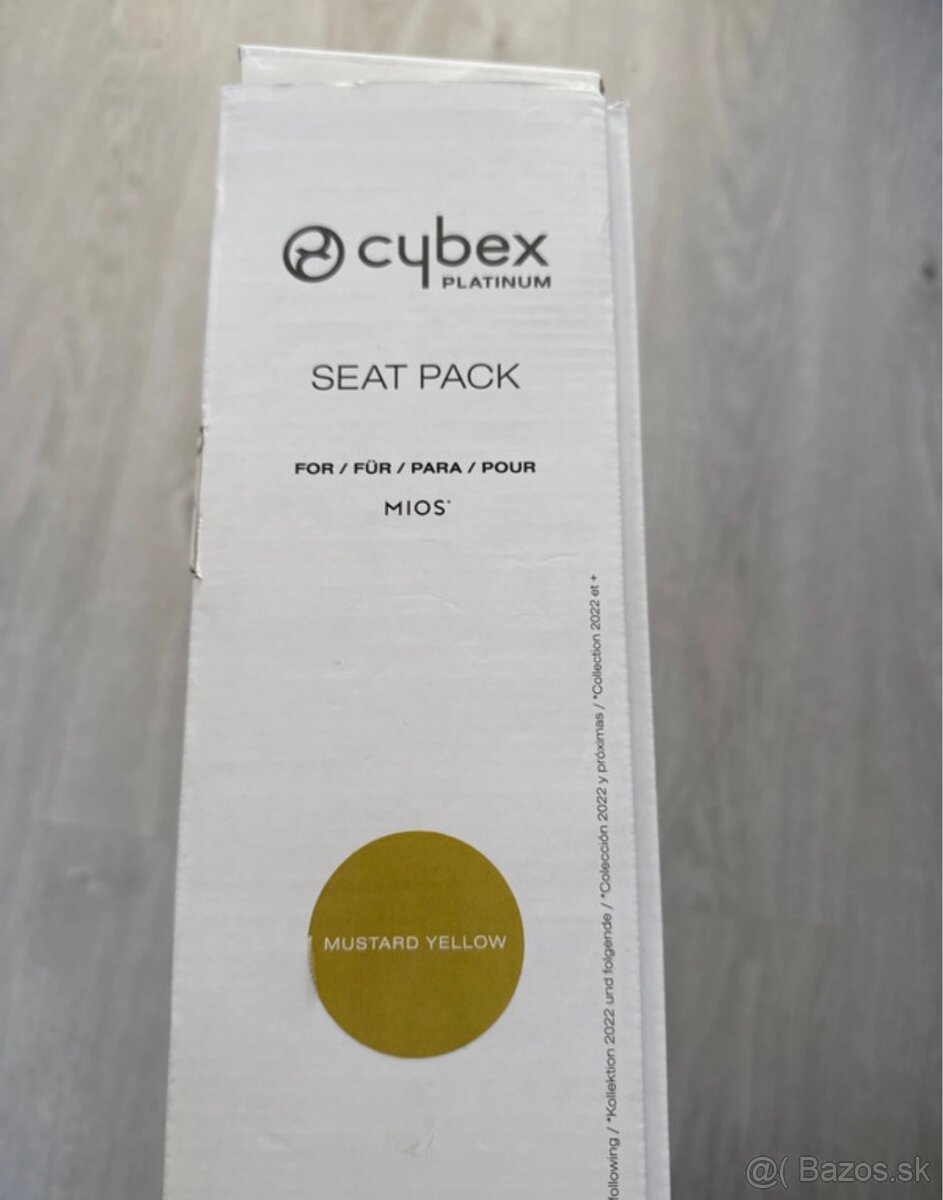 cybex
PLATINUM
SEAT PACK
FOR / FÜR / PARA / POUR
MIOS*
following / *Kollektion 2022 und folgende / *Colección 2022 y próximas / *Collection 2022 et +
MUSTARD YELLOW
@( Bazos.sk